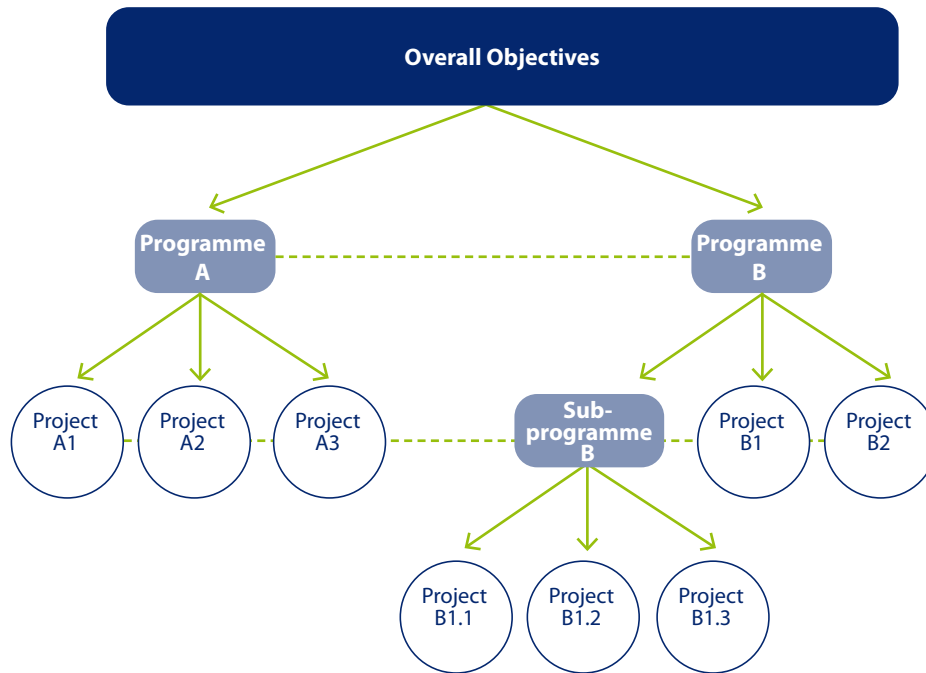 Overall Objectives
Programme
A
Programme
B
Project
A1
Project
A2
Project
A3
Sub-
programme
B
Project
B1
Project
B2
Project
B1.1
Project
B1.2
Project
B1.3